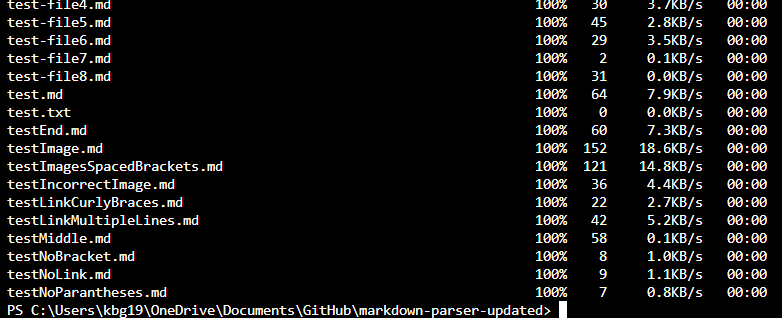 test-file4.md 100% 30 3.7KB/s 00:00
test-file5.md 100% 45 2.8KB/s 00:00
test-file6.md 100% 29 3.5KB/s 00:00
test-file7.md 100% 2 0.1KB/s 00:00
test-file8.md 100% 31 0.0KB/s 00:00
test.md 100% 64 7.9KB/s 00:00
test.txt 100% 0 0.0KB/s 00:00
testEnd.md 100% 60 7.3KB/s 00:00
testImage.md 100% 152 18.6KB/s 00:00
testImagesSpacedBrackets.md 100% 121 14.8KB/s 00:00
testIncorrectImage.md 100% 36 4.4KB/s 00:00
testLinkCurlyBraces.md 100% 22 2.7KB/s 00:00
testLinkMultipleLines.md 100% 42 5.2KB/s 00:00
testMiddle.md 100% 58 0.1KB/s 00:00
testNoBracket.md 100% 8 1.0KB/s 00:00
testNoLink.md 100% 9 1.1KB/s 00:00
testNoParantheses.md 100% 7 0.8KB/s 00:00
PS C:\Users\kbg19\OneDrive\Documents\GitHub\markdown-parser-updated>